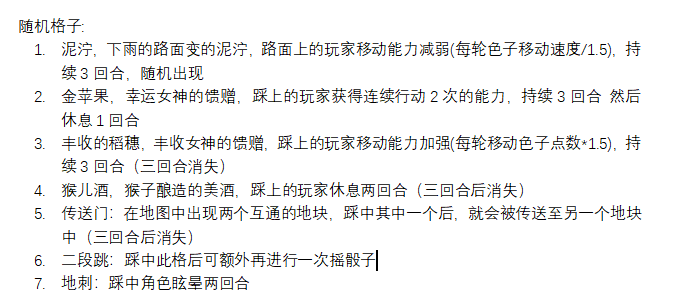 随机格子:
1. 泥泞，下雨的路面变的泥泞，路面上的玩家移动能力减弱(每轮色子移动速度/1.5)，持
续 3 回合，随机出现
2. 金苹果，幸运女神的馈赠，踩上的玩家获得连续行动 2 次的能力，持续 3 回合 然后
休息 1 回合
3. 丰收的稻穗，丰收女神的馈赠，踩上的玩家移动能力加强(每轮移动色子点数*1.5)，持
续 3 回合（三回合消失）
4. 猴儿酒，猴子酿造的美酒，踩上的玩家休息两回合（三回合后消失）
5. 传送门：在地图中出现两个互通的地块，踩中其中一个后，就会被传送至另一个地块
中（三回合后消失）
6. 二段跳：踩中此格后可额外再进行一次摇骰子
7. 地刺：踩中角色眩晕两回合